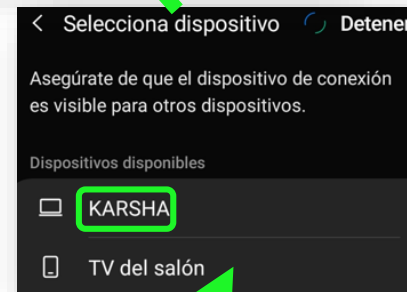 Selecciona dispositivo Detener
Asegúrate de que el dispositivo de conexión
es visible para otros dispositivos.
Dispositivos disponibles
KARSHA
TV del salón